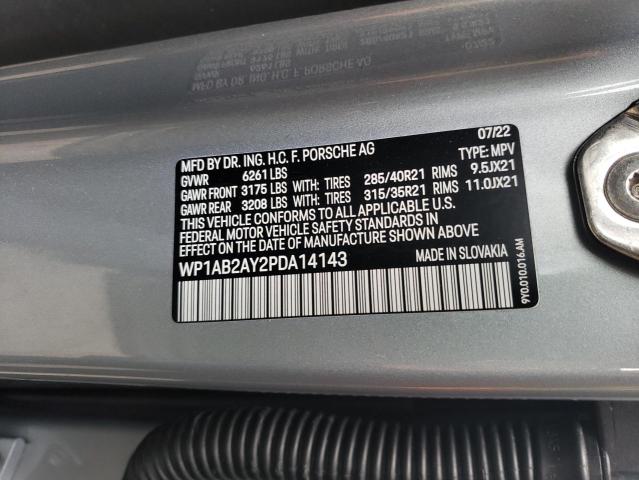 MFD BY DR. ING. H.C. F. PORSCHE AG 07/22
GVWR 6261 LBS TYPE: MPV
GAWR FRONT 3175 LBS WITH: TIRES 285/40R21 RIMS 9.5JX21
GAWR REAR 3208 LBS WITH: TIRES 315/35R21 RIMS 11.0JX21
THIS VEHICLE CONFORMS TO ALL APPLICABLE U.S.
FEDERAL MOTOR VEHICLE SAFETY STANDARDS IN
EFFECT ON THE DATE OF MANUFACTURE SHOWN ABOVE
WP1AB2AY2PDA14143 MADE IN SLOVAKIA
9Y0.010.016.AM